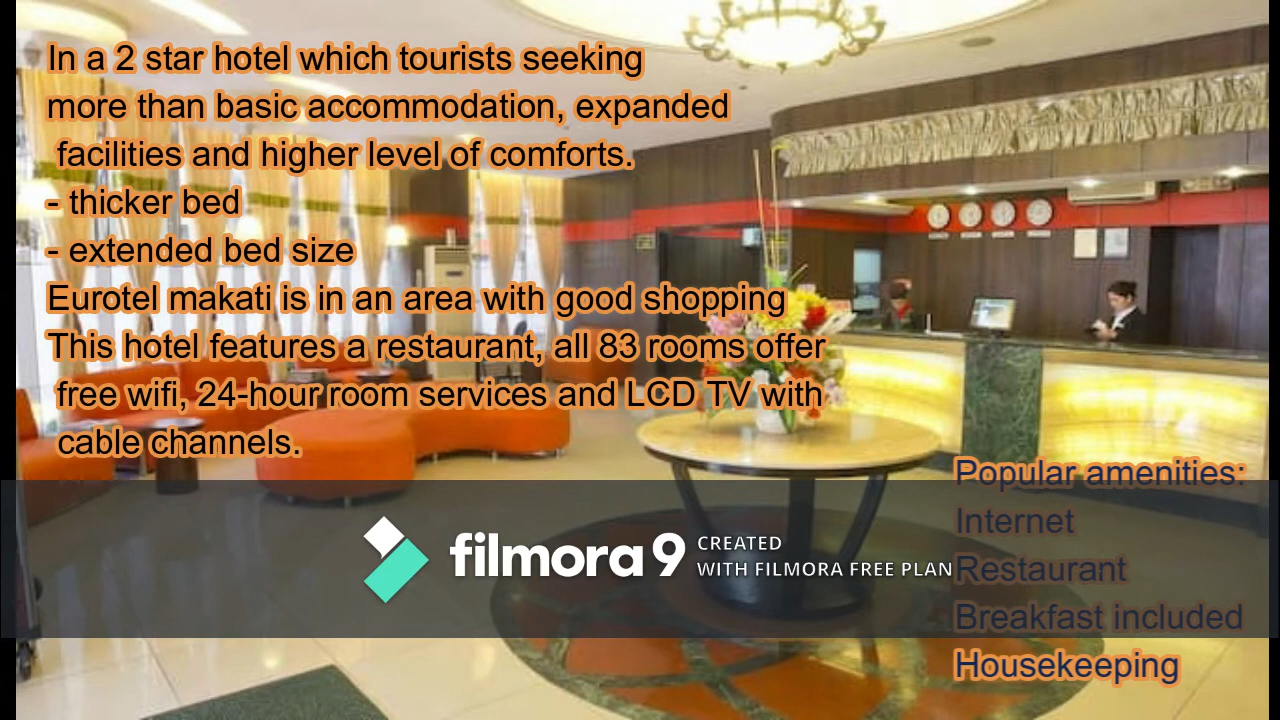 In a 2 star hotel which tourists seeking
more than basic accommodation, expanded
facilities and higher level of comforts.
- thicker bed
- extended bed size
Eurotel makati is in an area with good shopping
This hotel features a restaurant, all 83 rooms offer
free wifi, 24-hour room services and LCD TV with
cable channels.
Popular amenities:
Internet
Restaurant
Breakfast included
Housekeeping
filmora 9
CREATED
WITH FILMORA FREE PLAN